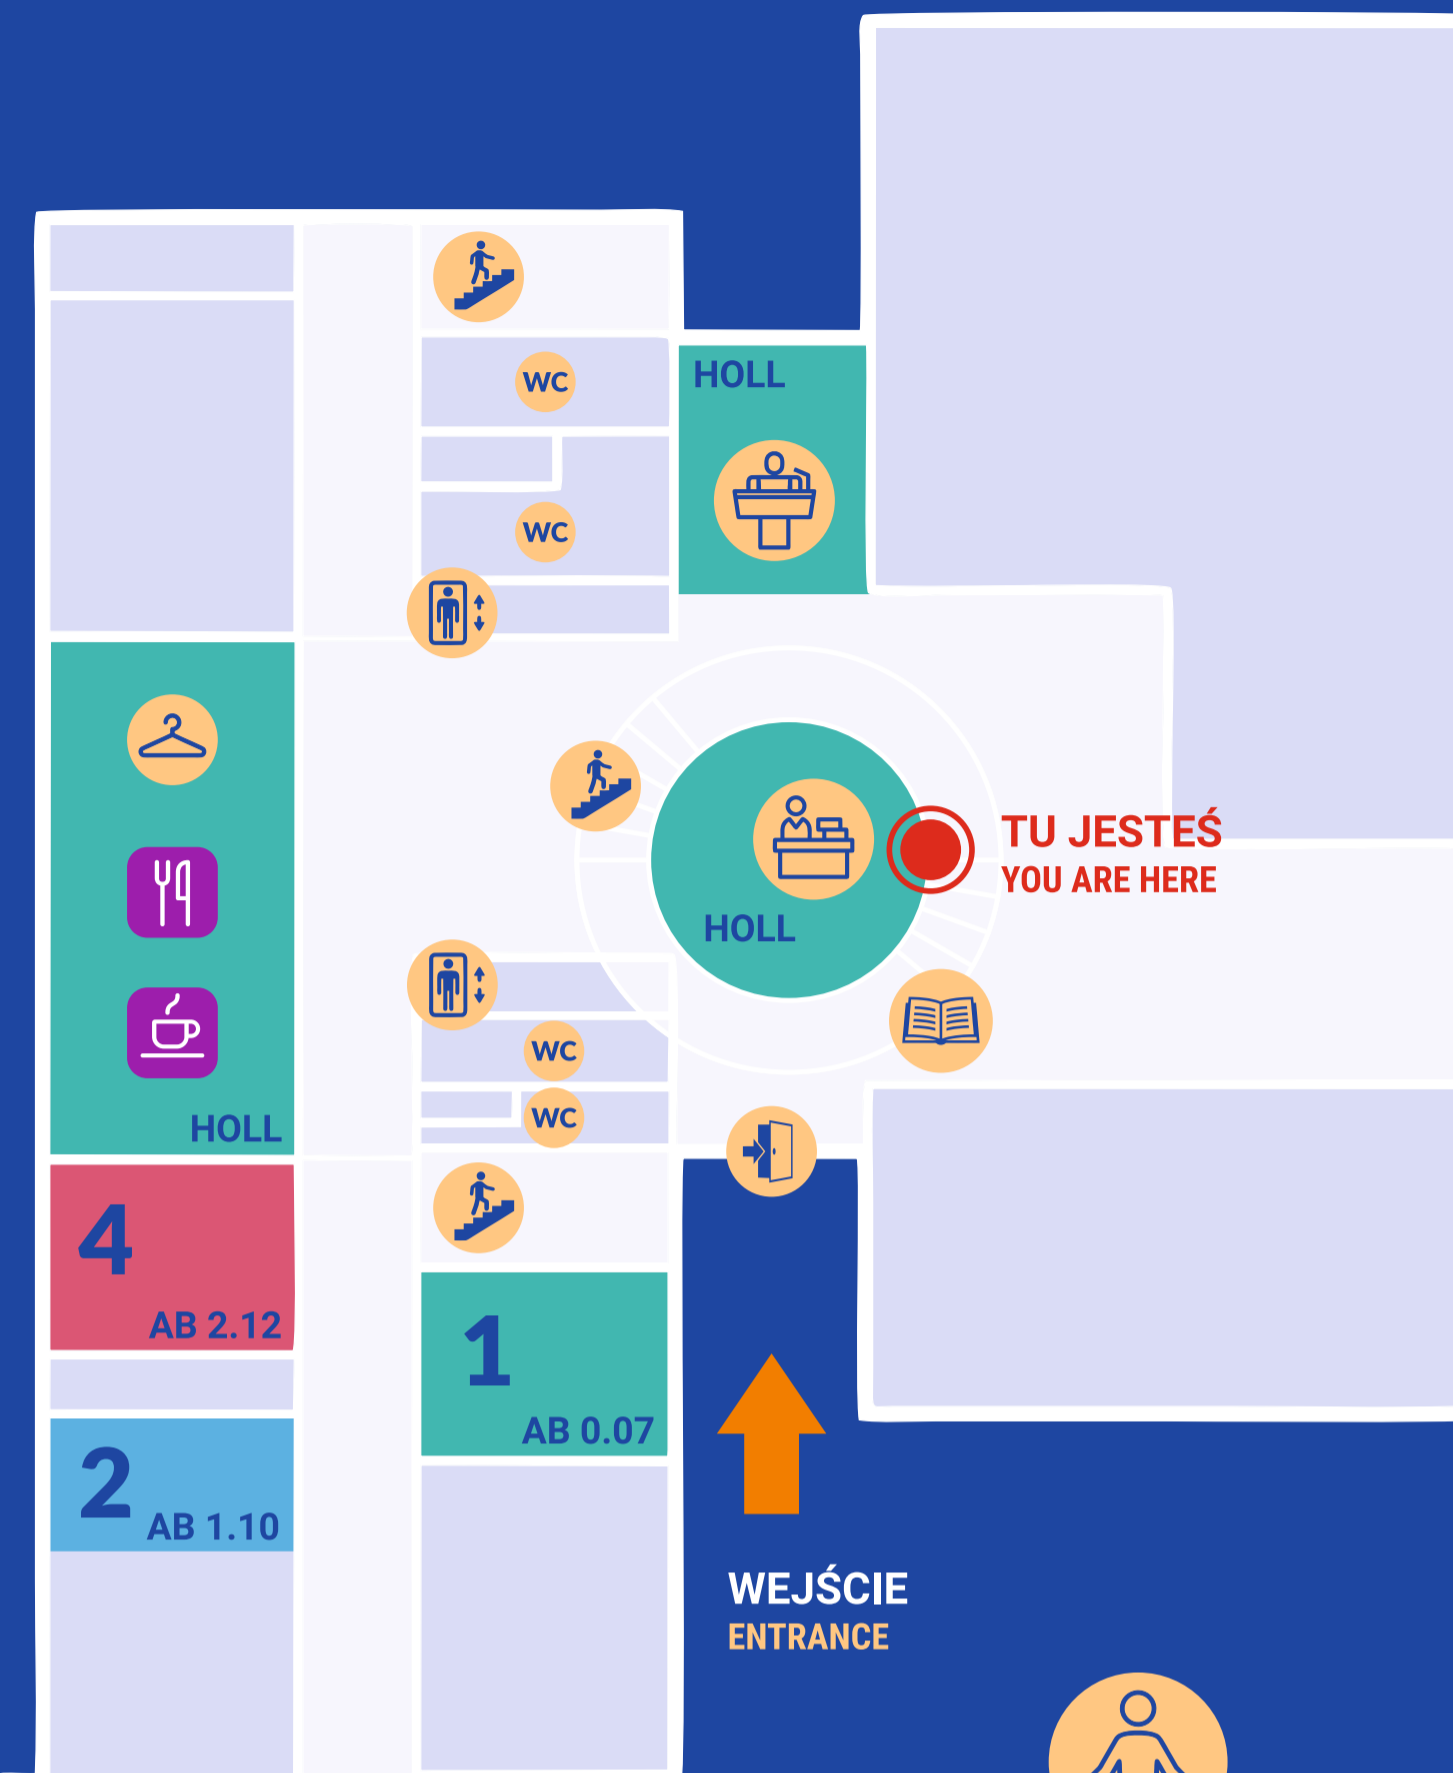 HOLL
WC
WC
TU JESTEŚ
YOU ARE HERE
HOLL
WC
WC
HOLL
4
AB 2.12
1
AB 0.07
2
AB 1.10
WEJŚCIE
ENTRANCE